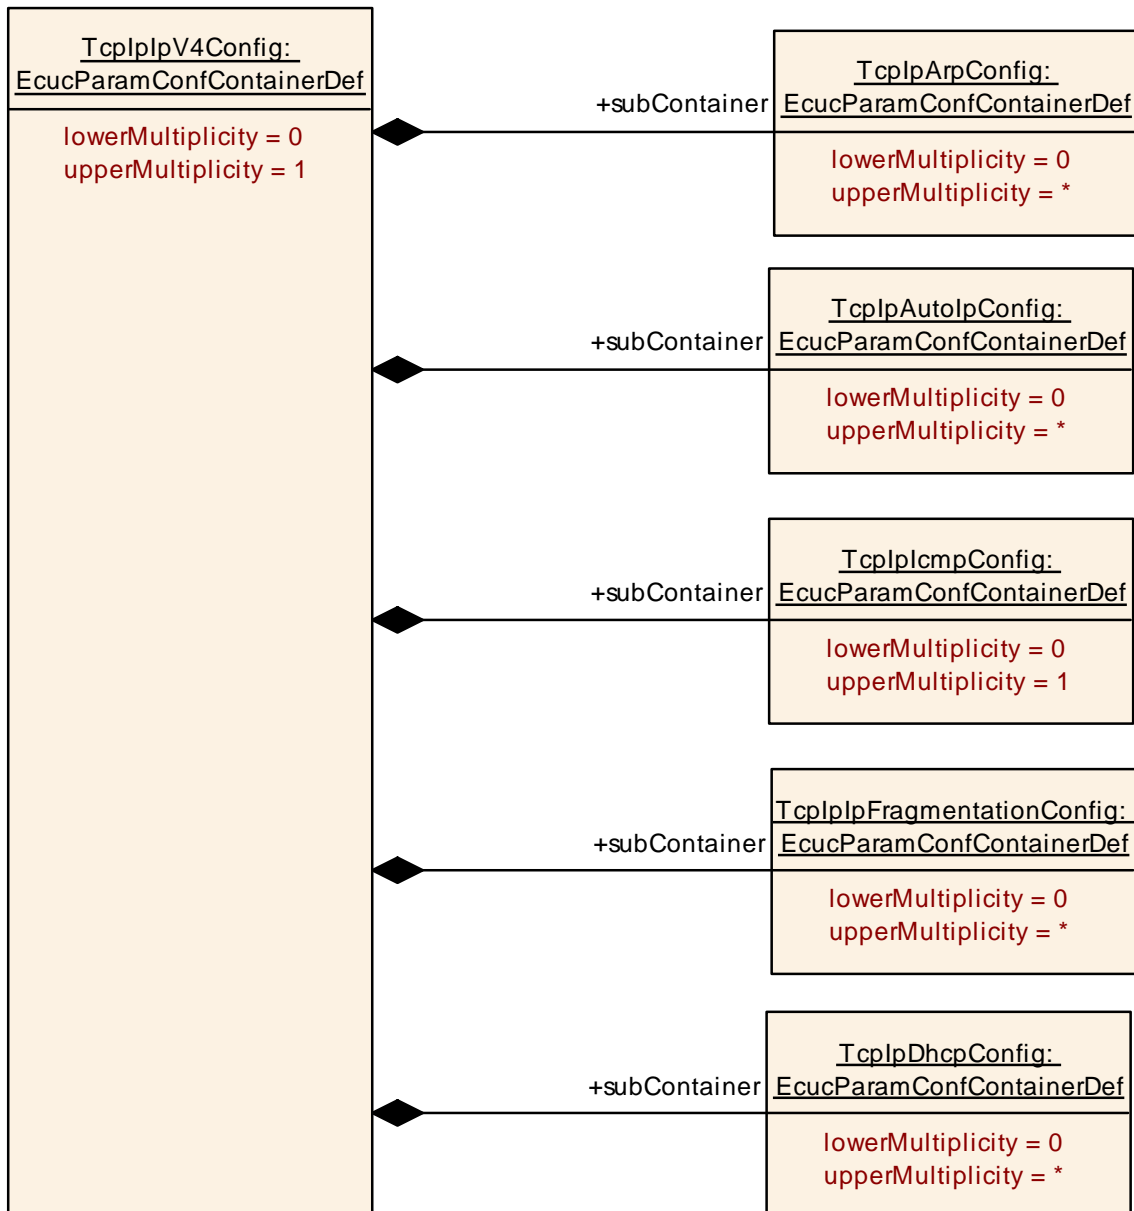 TcpIpIpV4Config:
EcucParamConfContainerDef
lowerMultiplicity = 0
upperMultiplicity = 1
+subContainer
TcpIpArpConfig:
EcucParamConfContainerDef
lowerMultiplicity = 0
upperMultiplicity = *
+subContainer
TcpIpAutoIpConfig:
EcucParamConfContainerDef
lowerMultiplicity = 0
upperMultiplicity = *
+subContainer
TcpIpIcmpConfig:
EcucParamConfContainerDef
lowerMultiplicity = 0
upperMultiplicity = 1
+subContainer
TcpIpIpFragmentationConfig:
EcucParamConfContainerDef
lowerMultiplicity = 0
upperMultiplicity = *
+subContainer
TcpIpDhcpConfig:
EcucParamConfContainerDef
lowerMultiplicity = 0
upperMultiplicity = *